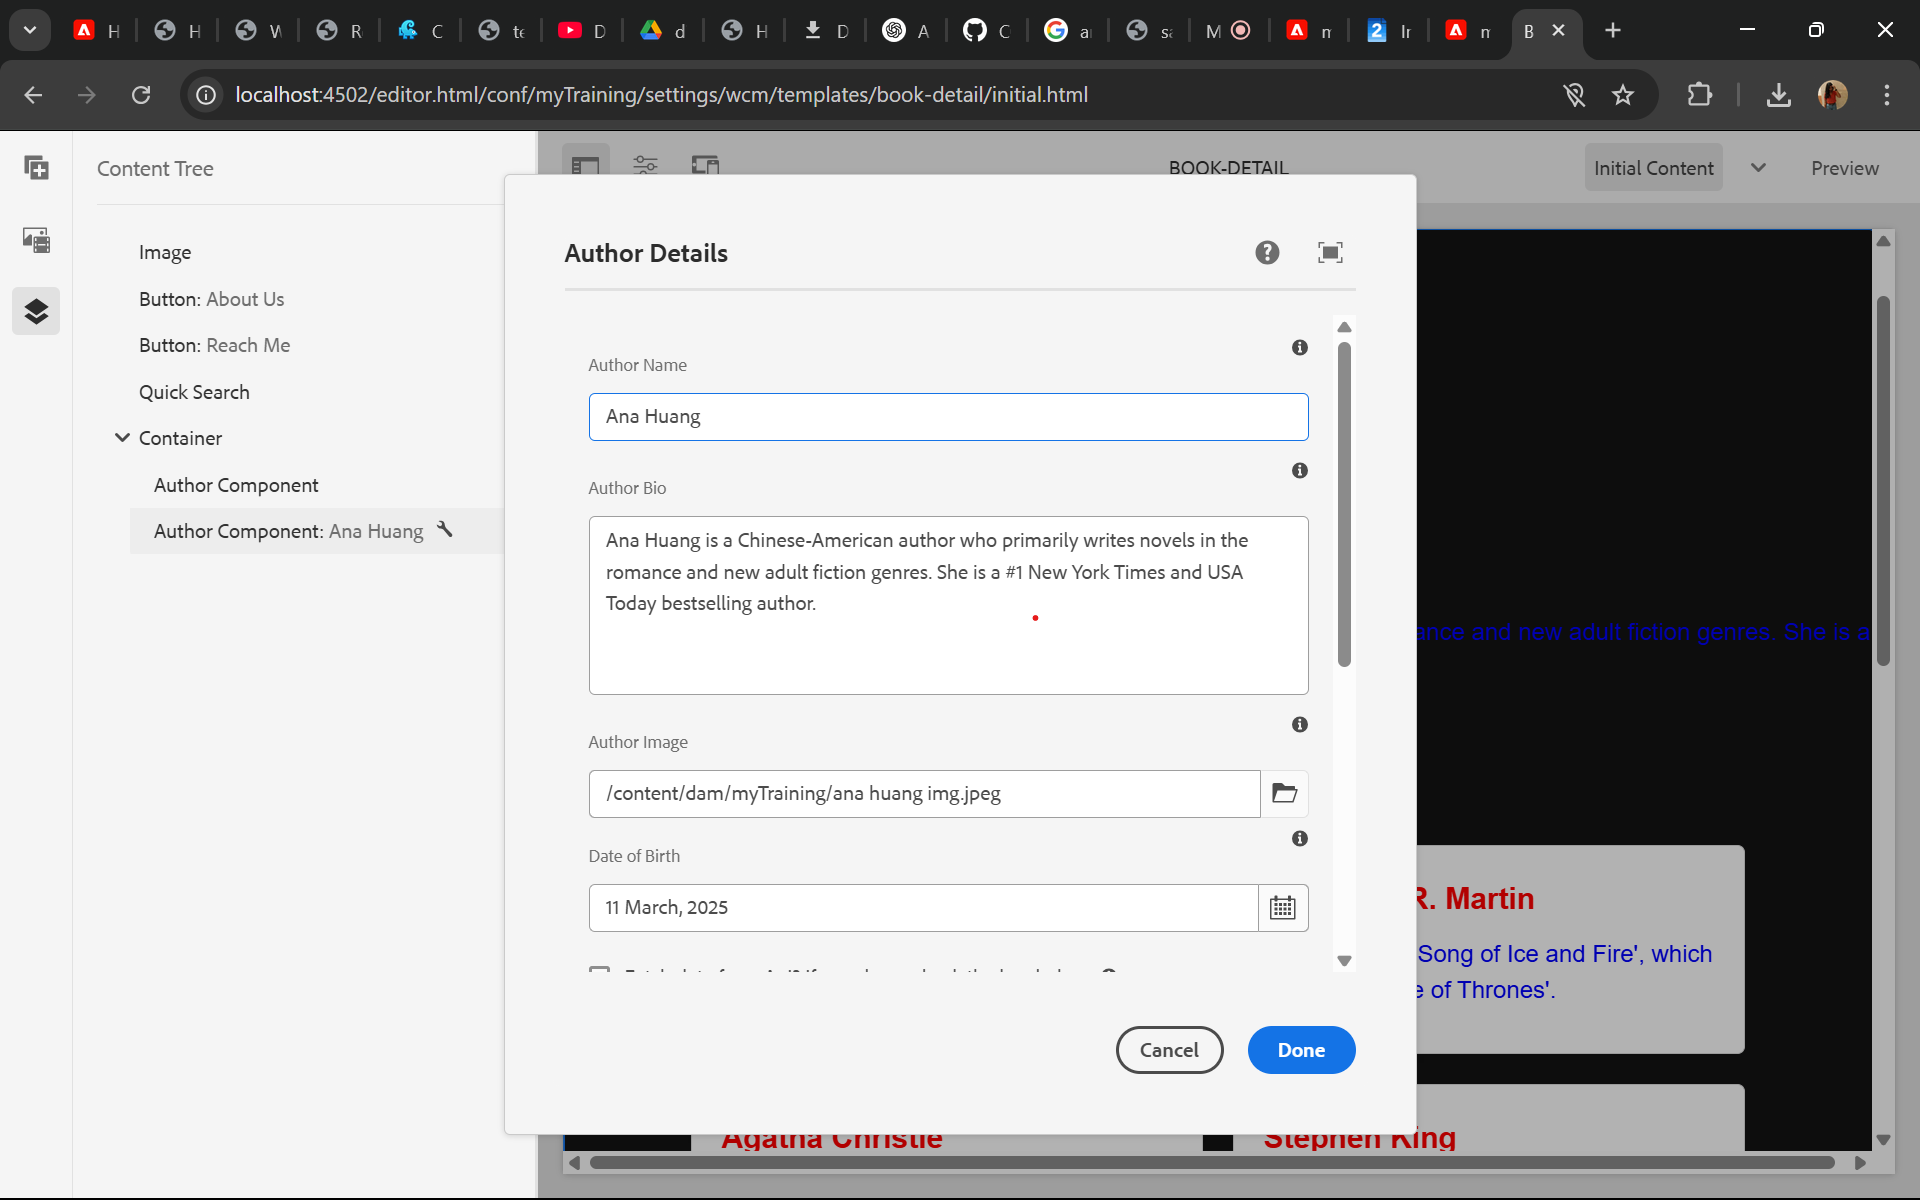 H
H
W
R
C
te
D
d
H
D
A
C
ai
M
In
B
localhost:4502/editor.html/conf/myTraining/settings/wcm/templates/book-detail/initial.html
Content Tree
BOOK-DETAIL
Initial Content
Preview
Image
Button: About Us
Button: Reach Me
Quick Search
Container
Author Component
Author Component: Ana Huang
Author Details
Author Name
Ana Huang
Author Bio
Ana Huang is a Chinese-American author who primarily writes novels in the
romance and new adult fiction genres. She is a #1 New York Times and USA
Today bestselling author.
Author Image
/content/dam/myTraining/ana huang img.jpeg
Date of Birth
11 March, 2025
Cancel
Done
ance and new adult fiction genres. She is a
R. Martin
Song of Ice and Fire', which
e of Thrones'.
Agatha Christie
Stephen King